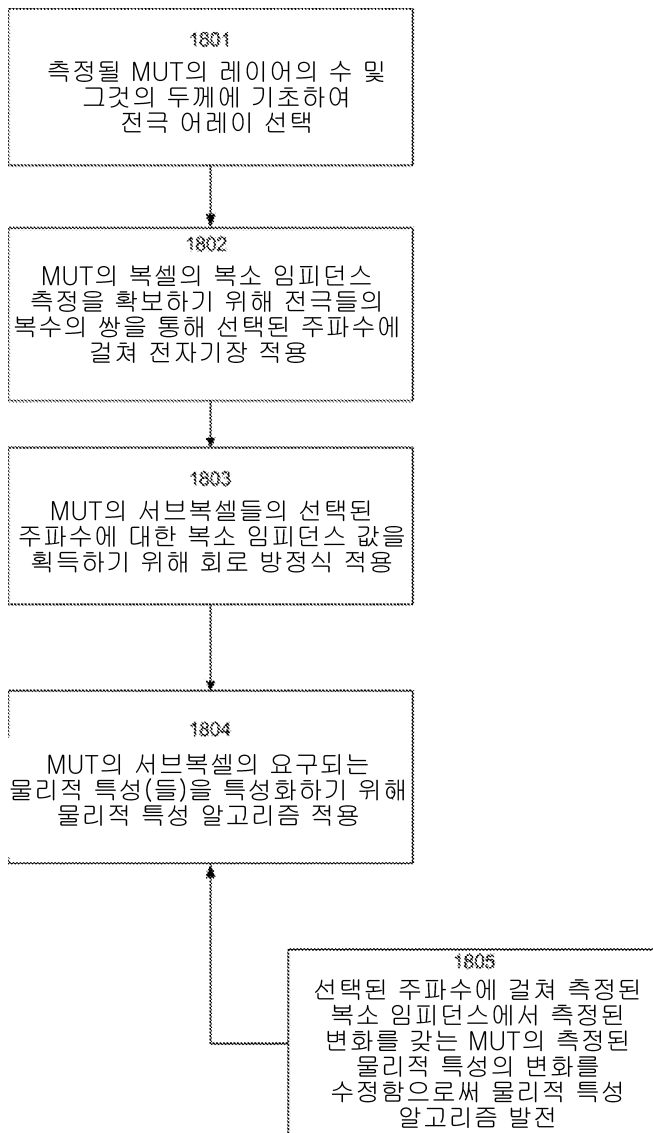 1801
측정될 MUT의 레이어의 수 및
그것의 두께에 기초하여
전극 어레이 선택
1802
MUT의 복셀의 복소 임피던스
측정을 확보하기 위해 전극들의
복수의 쌍을 통해 선택된 주파수에
걸쳐 전자기장 적용
1803
MUT의 서브복셀들의 선택된
주파수에 대한 복소 임피던스 값을
획득하기 위해 회로 방정식 적용
1804
MUT의 서브복셀의 요구되는
물리적 특성(들)을 특성화하기 위해
물리적 특성 알고리즘 적용
1805
선택된 주파수에 걸쳐 측정된
복소 임피던스에서 측정된
변화를 갖는 MUT의 측정된
물리적 특성의 변화를
수정함으로써 물리적 특성
알고리즘 발전